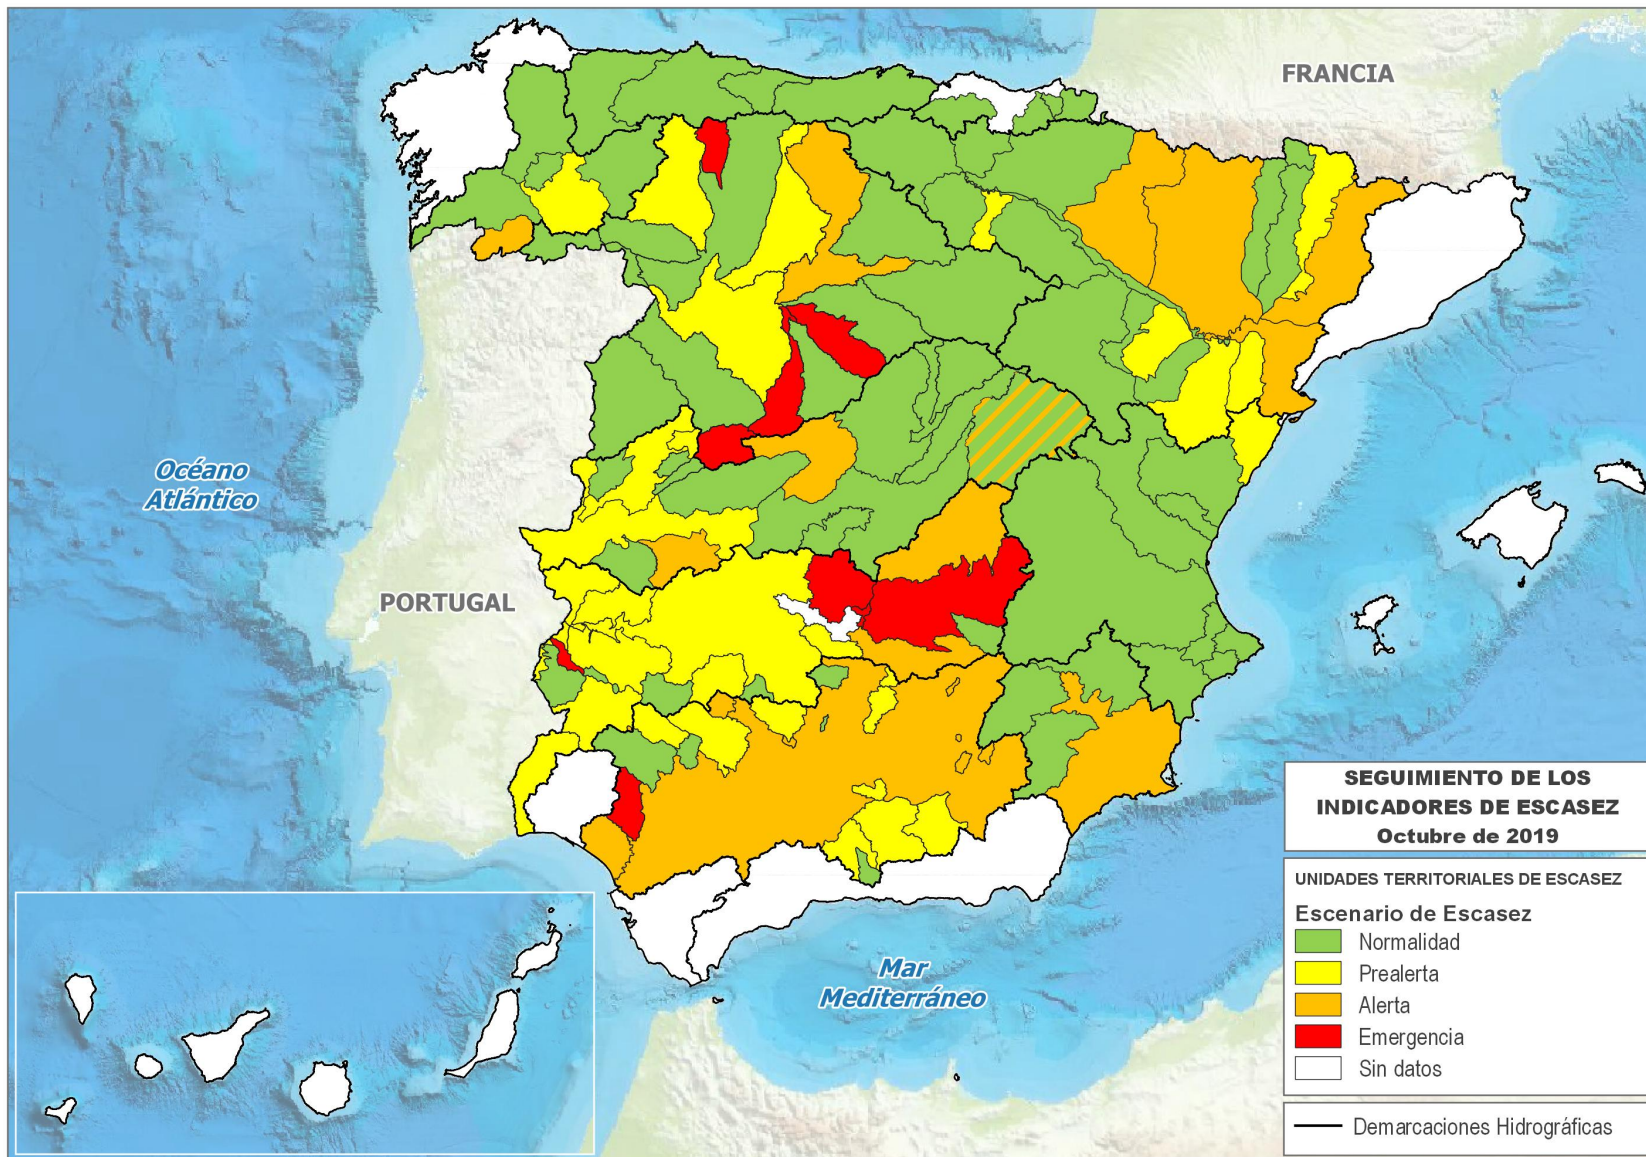 FRANCIA
Océano
Atlántico
PORTUGAL
Mar
Mediterráneo
SEGUIMIENTO DE LOS
INDICADORES DE ESCASEZ
Octubre de 2019
UNIDADES TERRITORIALES DE ESCASEZ
Escenario de Escasez
Normalidad
Prealerta
Alerta
Emergencia
Sin datos
Demarcaciones Hidrográficas